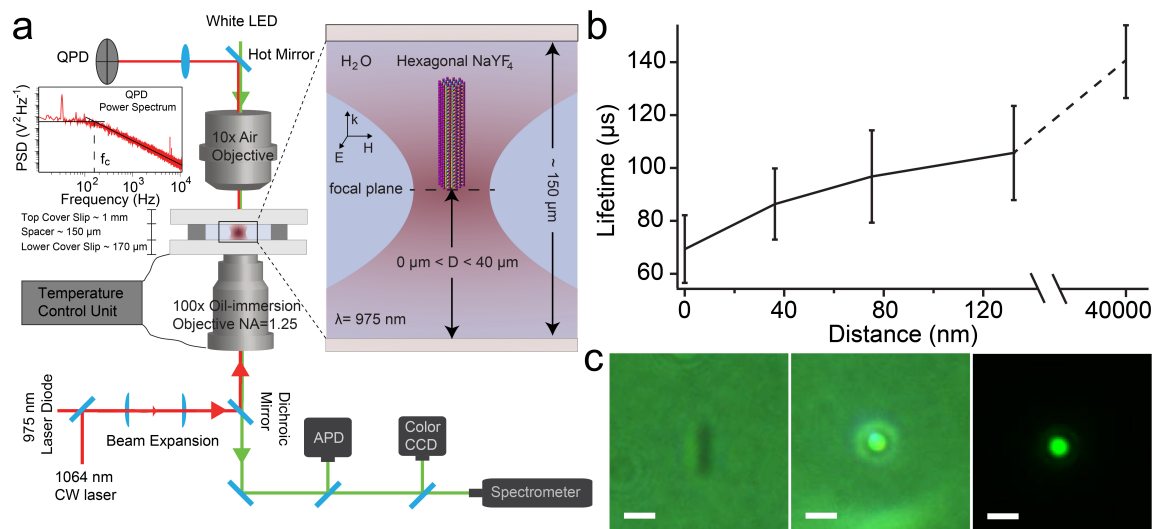 a
White LED
QPD
Hot Mirror
QPD
Power Spectrum
PSD (V²Hz⁻¹)
fc
10² 10³ 10⁴
Frequency (Hz)
10x Air
Objective
Top Cover Slip ~ 1 mm
Spacer ~ 150 µm
Lower Cover Slip ~ 170 µm
Temperature
Control Unit
100x Oil-immersion
Objective NA=1.25
975 nm
Laser Diode
Beam Expansion
Dichroic
Mirror
1064 nm
CW laser
APD
Color
CCD
Spectrometer
H₂O
Hexagonal NaYF₄
k
E
H
focal plane
~ 150 µm
0 µm < D < 40 µm
λ= 975 nm
b
Lifetime (µs)
140
120
100
80
60
0 40 80 120 40000
Distance (nm)
c